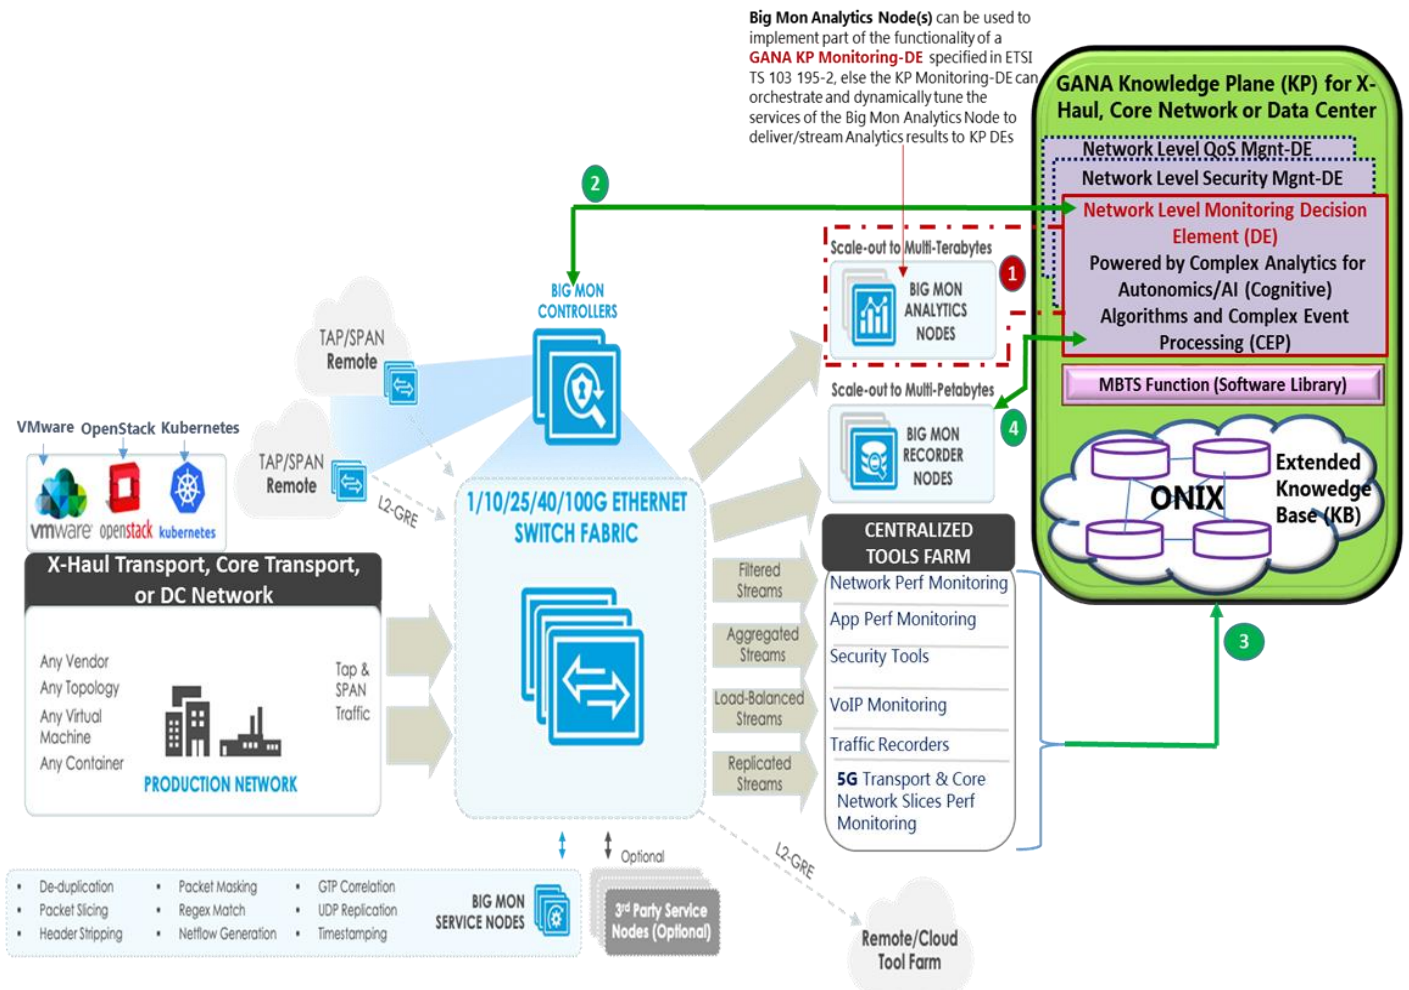 Big Mon Analytics Node(s) can be used to
implement part of the functionality of a
GANA KP Monitoring-DE specified in ETSI
TS 103 195-2, else the KP Monitoring-DE can
orchestrate and dynamically tune the
services of the Big Mon Analytics Node to
deliver/stream Analytics results to KP DEs
GANA Knowledge Plane (KP) for X-
Haul, Core Network or Data Center
Network Level QoS Mgnt-DE
Network Level Security Mgnt-DE
Network Level Monitoring Decision
Element (DE)
Powered by Complex Analytics for
Autonomics/AI (Cognitive)
Algorithms and Complex Event
Processing (CEP)
MBTS Function (Software Library)
ONIX
Extended
Knowedge
Base (KB)
2
1
4
3
Scale-out to Multi-Terabytes
BIG MON
ANALYTICS
NODES
Scale-out to Multi-Petabytes
BIG MON
RECORDER
NODES
BIG MON
CONTROLLERS
TAP/SPAN
Remote
TAP/SPAN
Remote
L2-GRE
VMware OpenStack Kubernetes
vmware openstack kubernetes
X-Haul Transport, Core Transport,
or DC Network
Any Vendor
Any Topology
Any Virtual
Machine
Any Container
Tap &
SPAN
Traffic
PRODUCTION NETWORK
1/10/25/40/100G ETHERNET
SWITCH FABRIC
Filtered
Streams
Aggregated
Streams
Load-Balanced
Streams
Replicated
Streams
CENTRALIZED
TOOLS FARM
Network Perf Monitoring
App Perf Monitoring
Security Tools
VoIP Monitoring
Traffic Recorders
5G Transport & Core
Network Slices Perf
Monitoring
L2-GRE
Optional
▪ De-duplication
▪ Packet Slicing
▪ Header Stripping
▪ Packet Masking
▪ Regex Match
▪ Netflow Generation
▪ GTP Correlation
▪ UDP Replication
▪ Timestamping
BIG MON
SERVICE NODES
3rd Party Service
Nodes (Optional)
Remote/Cloud
Tool Farm